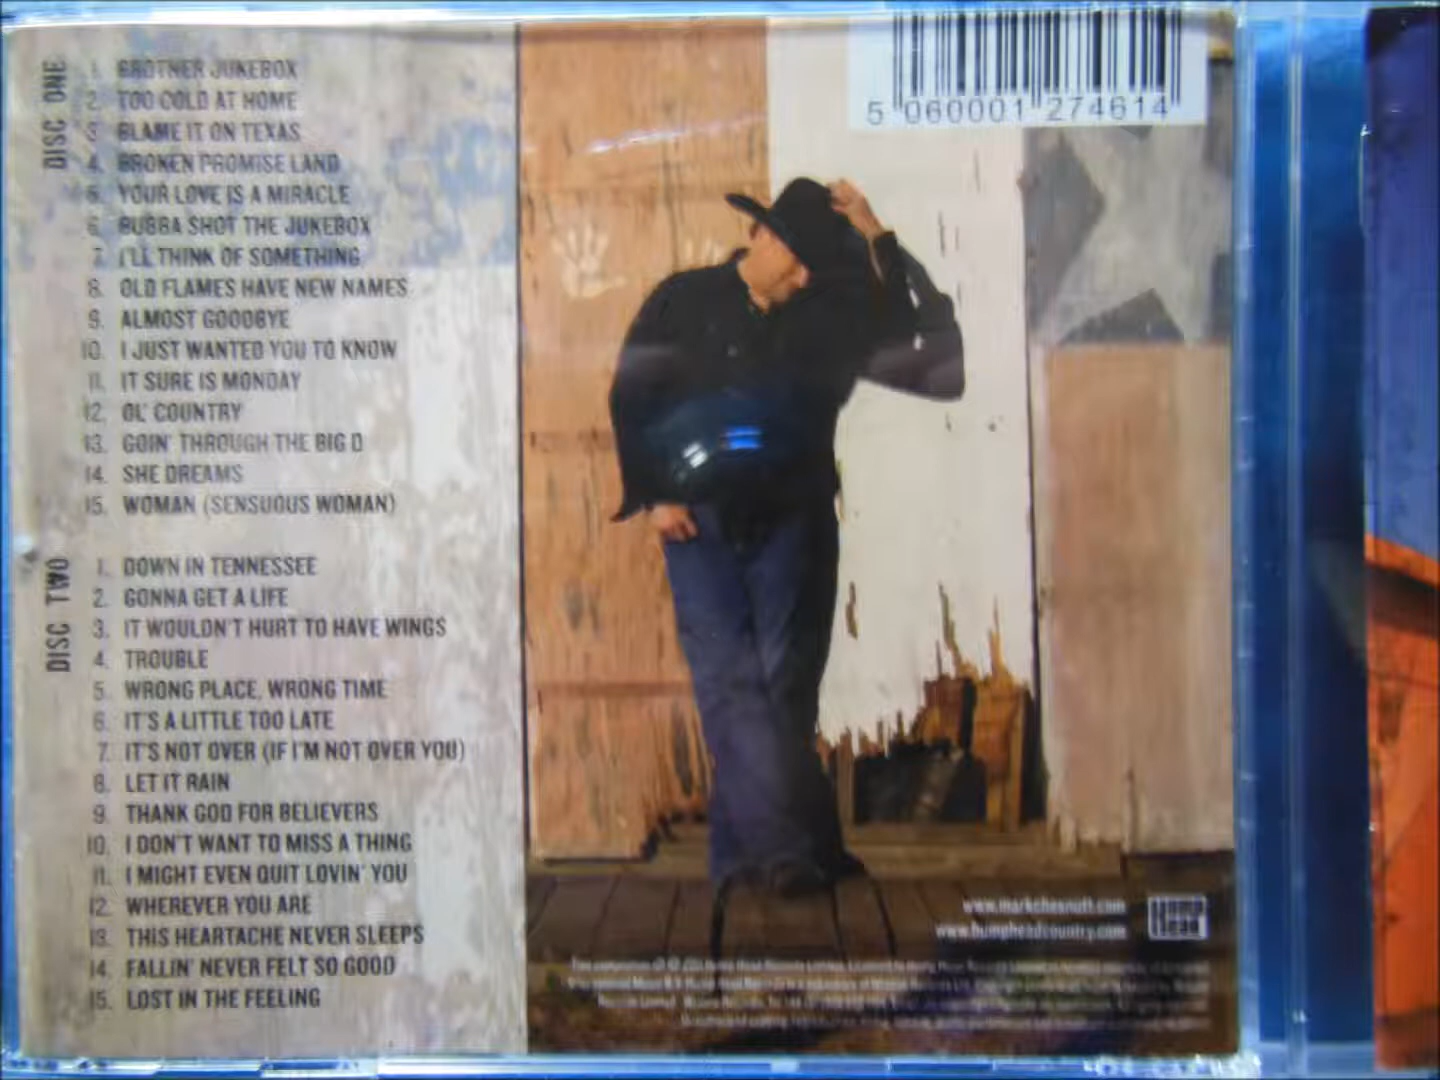 DISC ONE
1. BROTHER JUKEBOX
2. TOO COLD AT HOME
3. BLAME IT ON TEXAS
4. BROKEN PROMISE LAND
5. YOUR LOVE IS A MIRACLE
6. BUBBA SHOT THE JUKEBOX
7. I'LL THINK OF SOMETHING
8. OLD FLAMES HAVE NEW NAMES
9. ALMOST GOODBYE
10. I JUST WANTED YOU TO KNOW
11. IT SURE IS MONDAY
12. OL' COUNTRY
13. GOIN' THROUGH THE BIG D
14. SHE DREAMS
15. WOMAN (SENSUOUS WOMAN)
DISC TWO
1. DOWN IN TENNESSEE
2. GONNA GET A LIFE
3. IT WOULDN'T HURT TO HAVE WINGS
4. TROUBLE
5. WRONG PLACE, WRONG TIME
6. IT'S A LITTLE TOO LATE
7. IT'S NOT OVER (IF I'M NOT OVER YOU)
8. LET IT RAIN
9. THANK GOD FOR BELIEVERS
10. I DON'T WANT TO MISS A THING
11. I MIGHT EVEN QUIT LOVIN' YOU
12. WHEREVER YOU ARE
13. THIS HEARTACHE NEVER SLEEPS
14. FALLIN' NEVER FELT SO GOOD
15. LOST IN THE FEELING
5 060001 274614
www.markchesnutt.com
www.bumpheadcountry.com